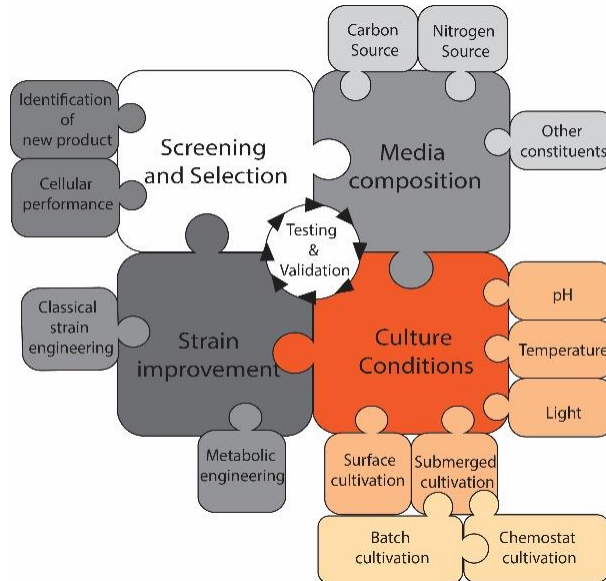 Carbon
Source
Nitrogen
Source
Identification
of
new product
Cellular
performance
Screening
and Selection
Media
composition
Other
constituents
Testing
&
Validation
Classical
strain
engineering
Strain
improvement
Culture
Conditions
pH
Temperature
Light
Metabolic
engineering
Surface
cultivation
Submerged
cultivation
Batch
cultivation
Chemostat
cultivation